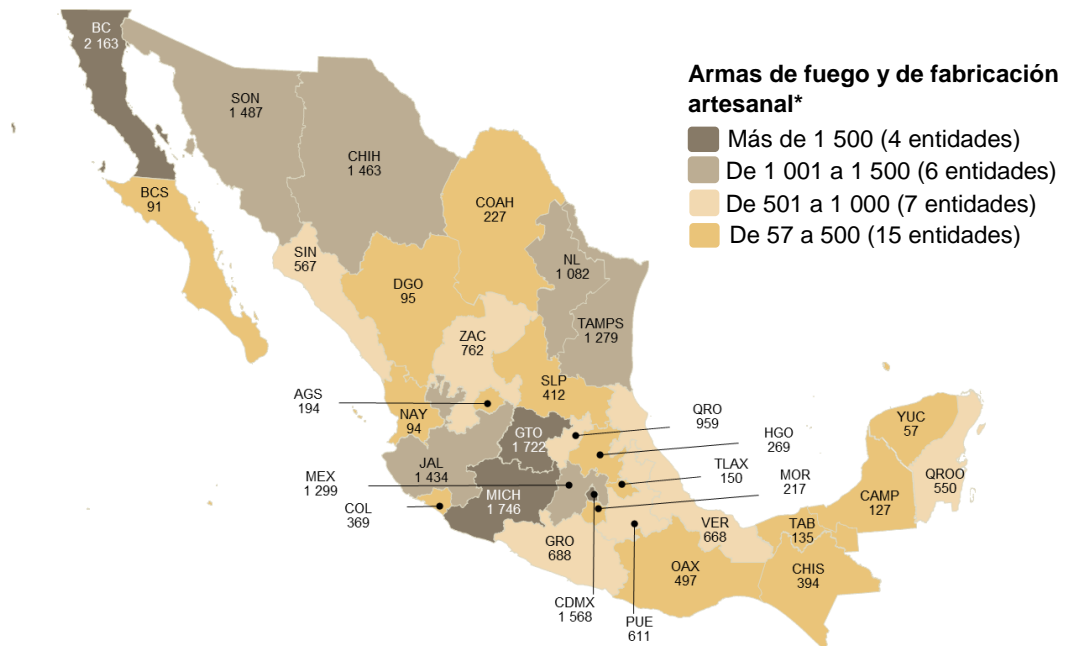 BC
2 163
SON
1 487
CHIH
1 463
BCS
91
COAH
227
SIN
567
DGO
95
NL
1 082
TAMPS
1 279
ZAC
762
SLP
412
AGS
194
NAY
94
GTO
1 722
QRO
959
HGO
269
TLAX
150
MOR
217
YUC
57
QROO
550
CAMP
127
JAL
1 434
MEX
1 299
COL
369
MICH
1 746
GRO
688
VER
668
TAB
135
CHIS
394
OAX
497
CDMX
1 568
PUE
611
Armas de fuego y de fabricación
artesanal*
Más de 1 500 (4 entidades)
De 1 001 a 1 500 (6 entidades)
De 501 a 1 000 (7 entidades)
De 57 a 500 (15 entidades)